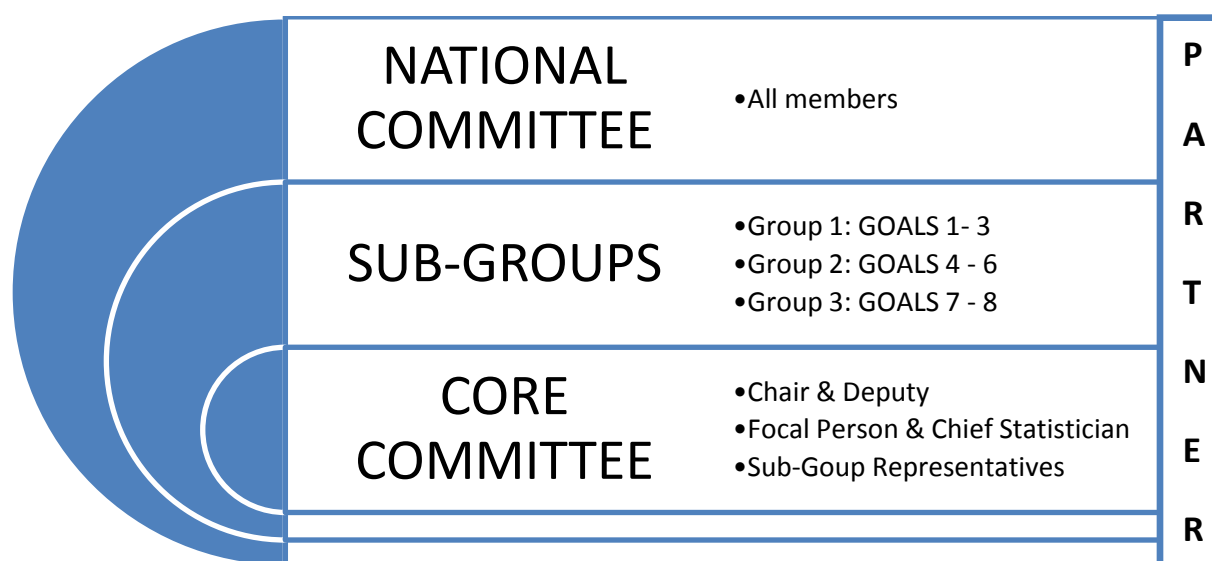 NATIONAL
COMMITTEE
•All members
SUB-GROUPS
•Group 1: GOALS 1- 3
•Group 2: GOALS 4 - 6
•Group 3: GOALS 7 - 8
CORE
COMMITTEE
•Chair & Deputy
•Focal Person & Chief Statistician
•Sub-Goup Representatives
P
A
R
T
N
E
R